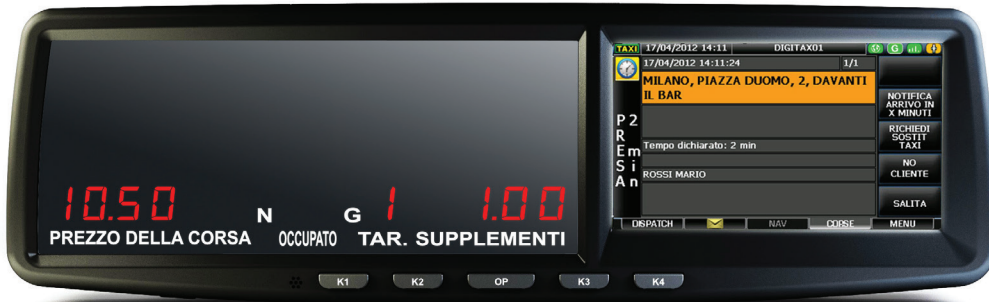 TAXI 17/04/2012 14:11 DIGITAX01 G
17/04/2012 14:11:24 1/1
MILANO, PIAZZA DUOMO, 2, DAVANTI
IL BAR
PRESA
2 min
Tempo dichiarato: 2 min
ROSSI MARIO
NOTIFICA
ARRIVO IN
X MINUTI
RICHIEDI
SOSTIT
TAXI
NO
CLIENTE
SALITA
DISPATCH NAV CORSE MENU
10.50 N G 1 1.00
PREZZO DELLA CORSA OCCUPATO TAR. SUPPLEMENTI
K1 K2 OP K3 K4